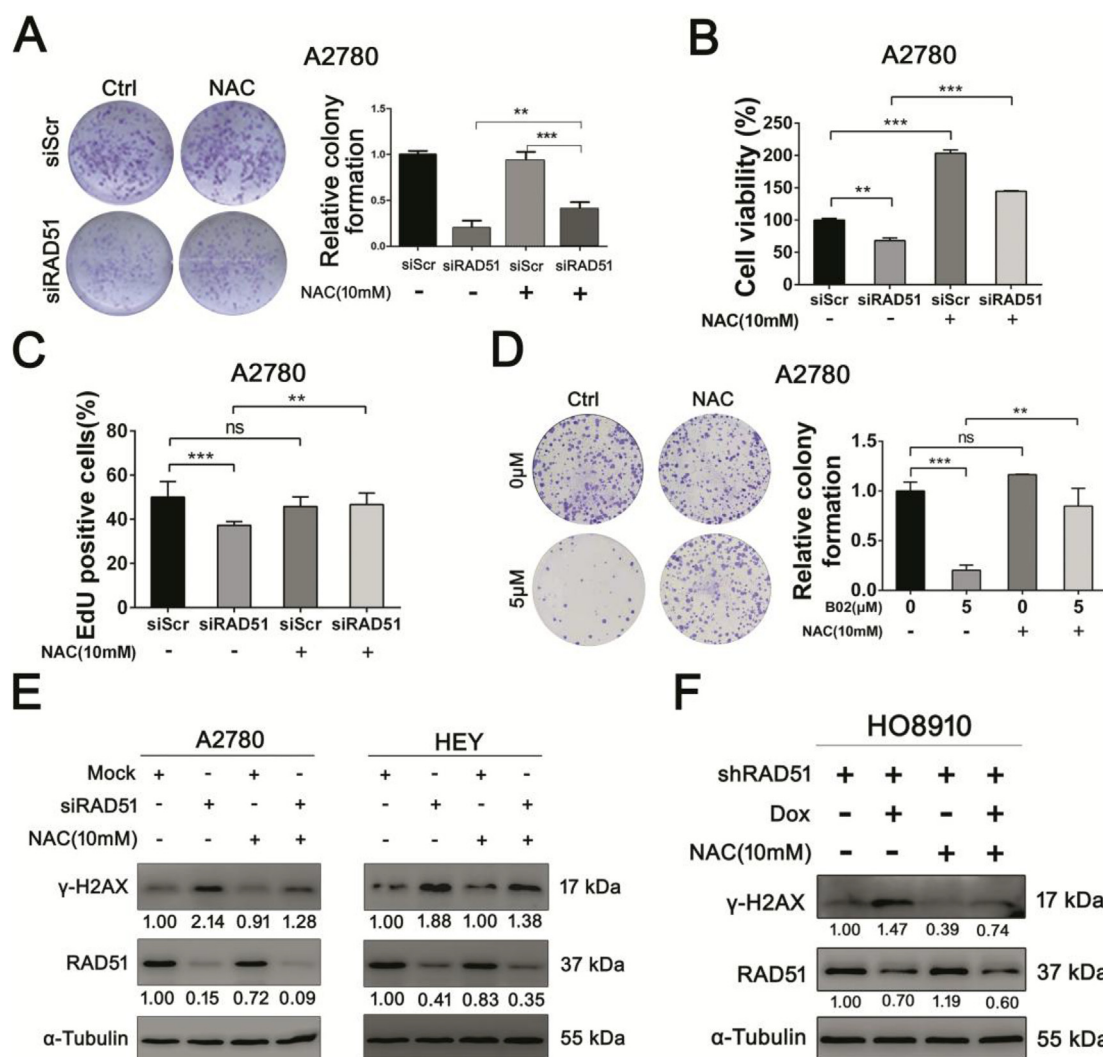 A
A2780
Ctrl NAC
siScr
siRAD51
Relative colony
formation
1.5
1.0
0.5
0.0
**
***
siScr siRAD51 siScr siRAD51
NAC(10mM) - - + +
B
A2780
Cell viability (%)
250
200
150
100
50
0
***
***
**
siScr siRAD51 siScr siRAD51
NAC(10mM) - - + +
C
A2780
EdU positive cells(%)
80
60
40
20
0
**
ns
***
siScr siRAD51 siScr siRAD51
NAC(10mM) - - + +
D
A2780
Ctrl NAC
0μM
5μM
Relative colony
formation
1.5
1.0
0.5
0.0
**
ns
***
B02(μM) 0 5 0 5
NAC(10mM) - - + +
E
A2780 HEY
Mock + - + - + - + -
siRAD51 - + - + - + - +
NAC(10mM) - - + + - - + +
γ-H2AX 17 kDa
1.00 2.14 0.91 1.28 1.00 1.88 1.00 1.38
RAD51 37 kDa
1.00 0.15 0.72 0.09 1.00 0.41 0.83 0.35
α-Tubulin 55 kDa
F
HO8910
shRAD51 + + + +
Dox - + - +
NAC(10mM) - - + +
γ-H2AX 17 kDa
1.00 1.47 0.39 0.74
RAD51 37 kDa
1.00 0.70 1.19 0.60
α-Tubulin 55 kDa